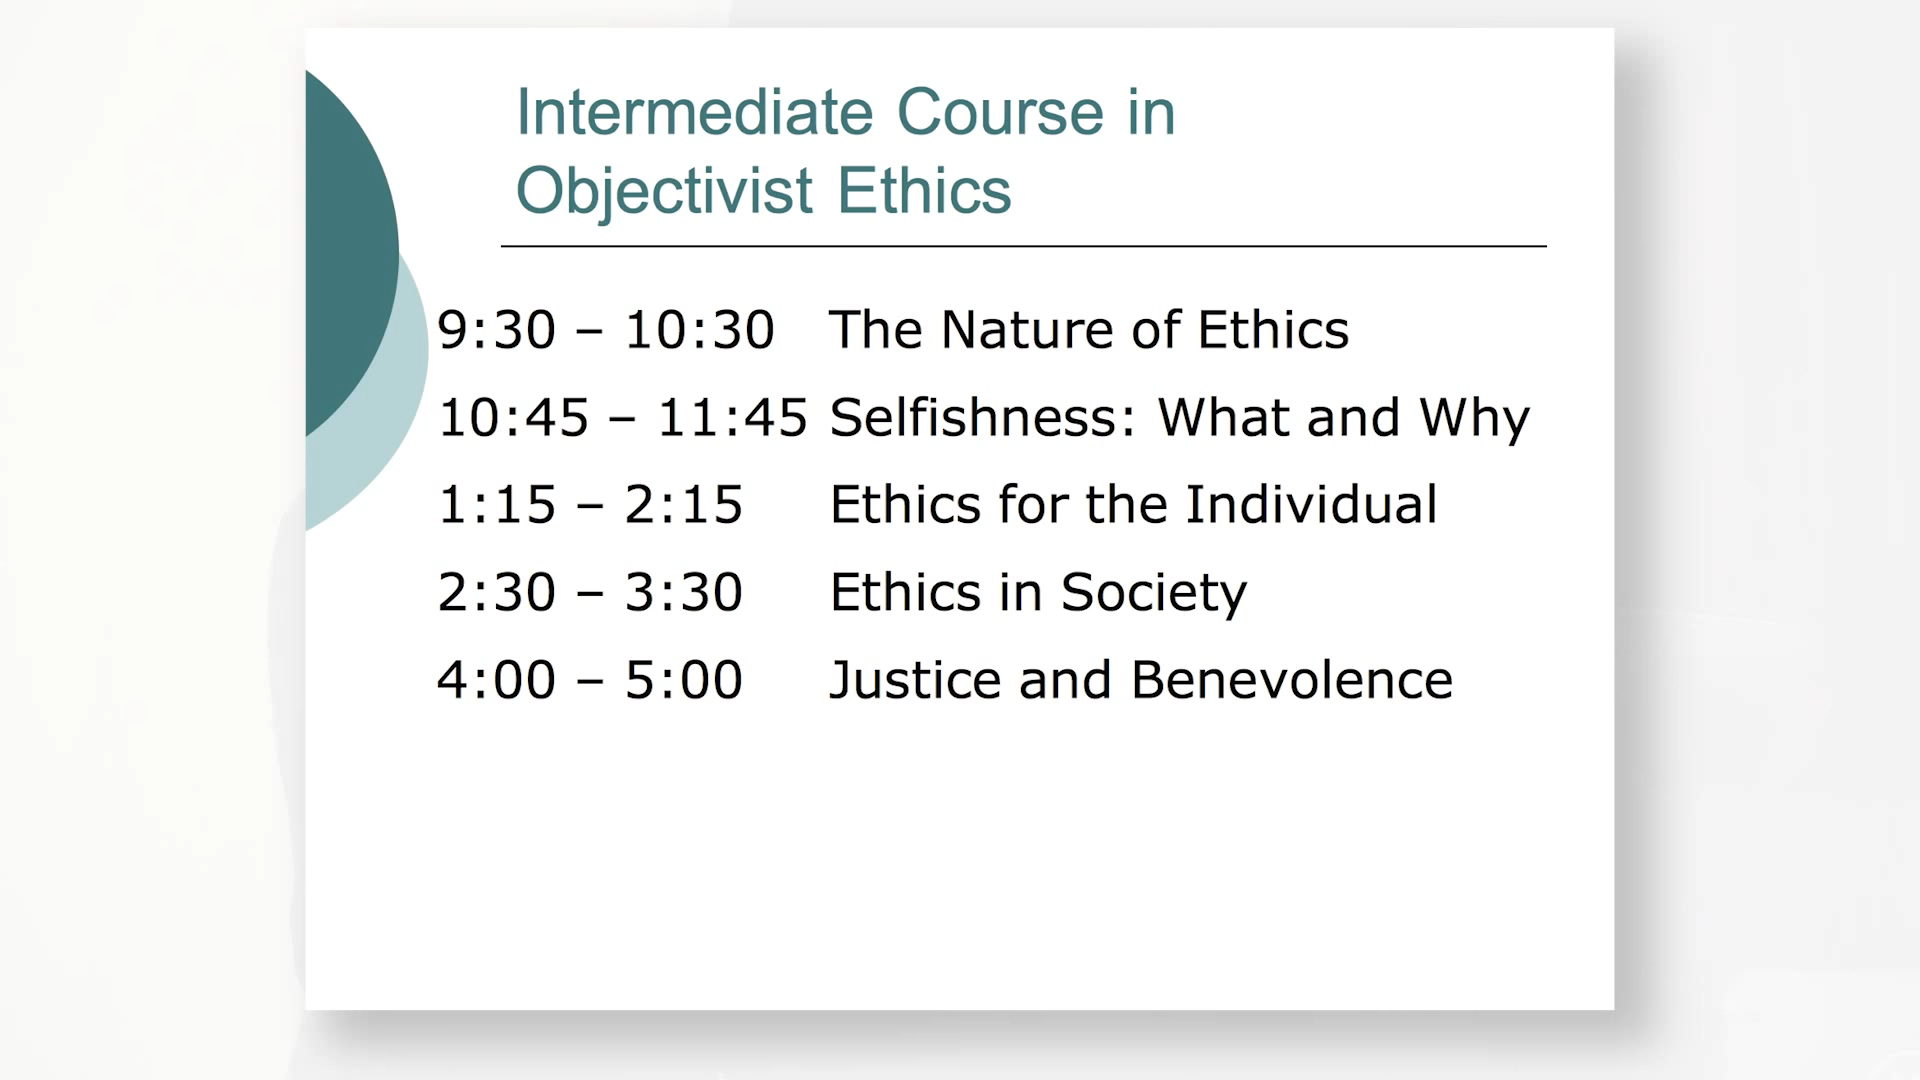 Intermediate Course in
Objectivist Ethics
9:30 – 10:30 The Nature of Ethics
10:45 – 11:45 Selfishness: What and Why
1:15 – 2:15 Ethics for the Individual
2:30 – 3:30 Ethics in Society
4:00 – 5:00 Justice and Benevolence